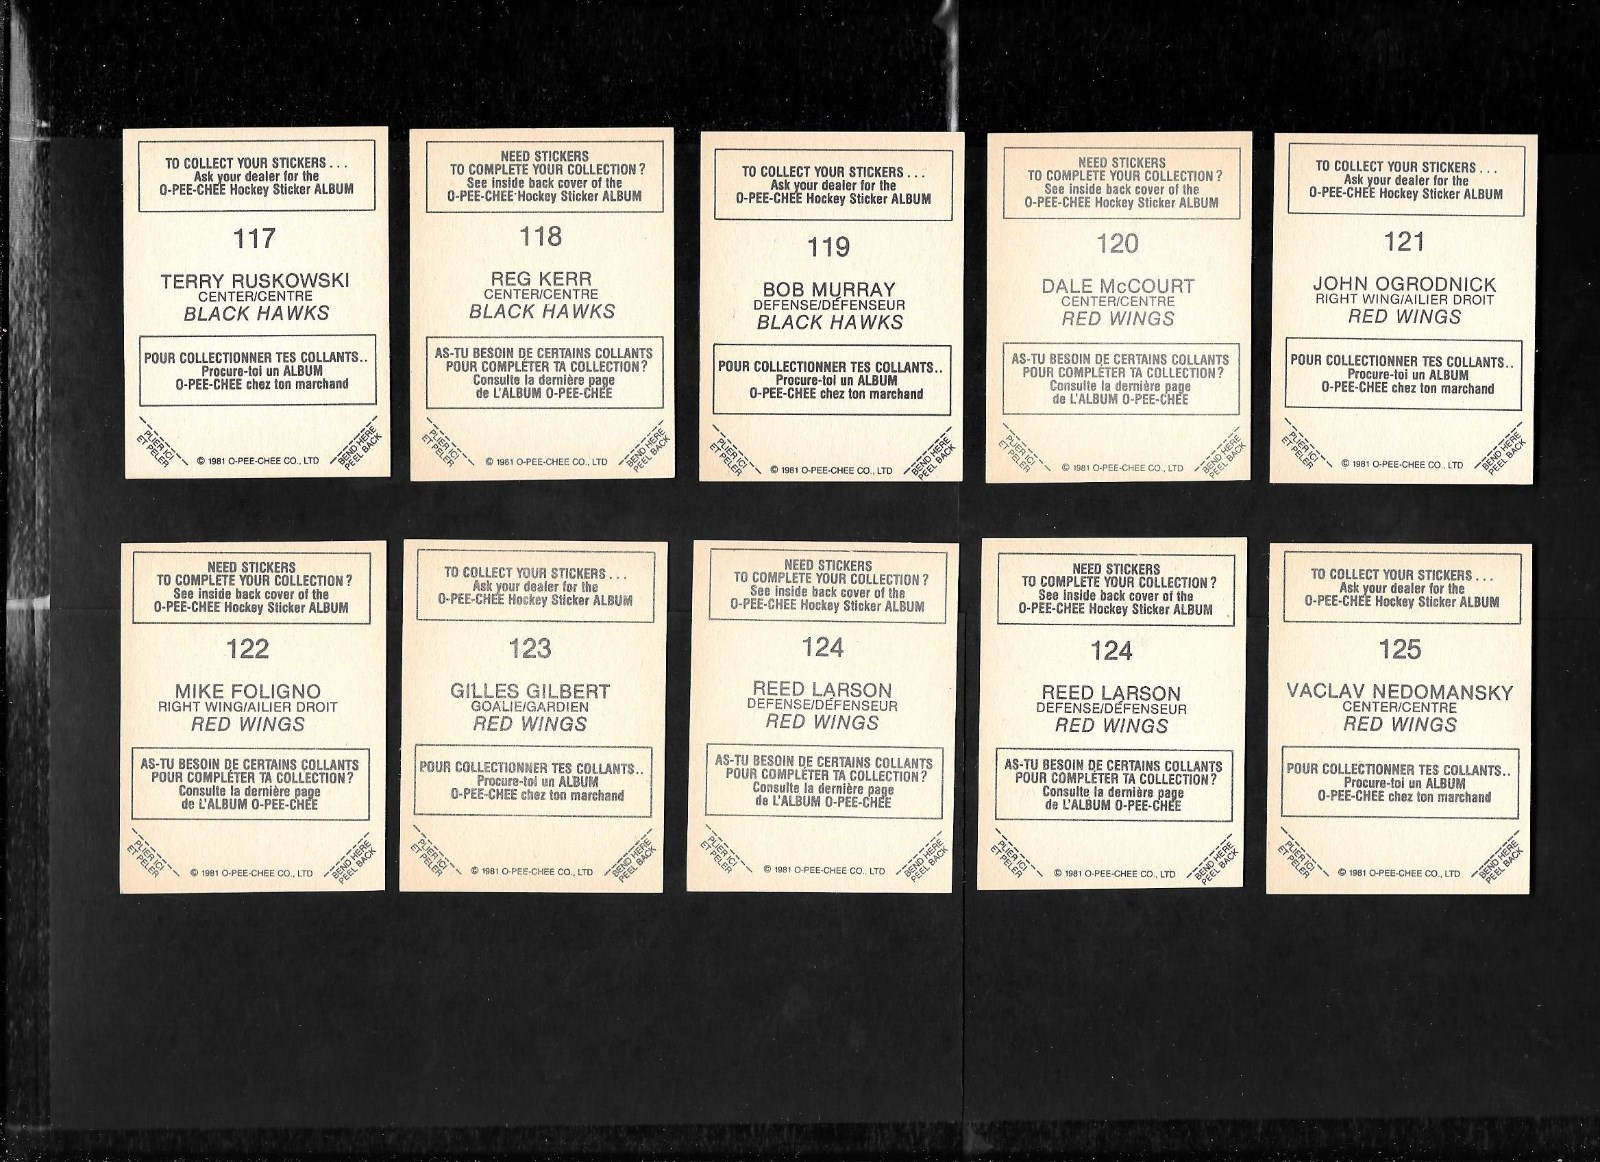 TO COLLECT YOUR STICKERS . . .
Ask your dealer for the
O-PEE-CHEE Hockey Sticker ALBUM
117
TERRY RUSKOWSKI
CENTER/CENTRE
BLACK HAWKS
POUR COLLECTIONNER TES COLLANTS..
Procure-toi un ALBUM
O-PEE-CHEE chez ton marchand
PLIER ICI
ET PELER
© 1981 O-PEE-CHEE CO., LTD
BEND HERE
PEEL BACK
NEED STICKERS
TO COMPLETE YOUR COLLECTION?
See inside back cover of the
O-PEE-CHEE Hockey Sticker ALBUM
118
REG KERR
CENTER/CENTRE
BLACK HAWKS
AS-TU BESOIN DE CERTAINS COLLANTS
POUR COMPLÉTER TA COLLECTION?
Consulte la dernière page
de L'ALBUM O-PEE-CHEE
PLIER ICI
ET PELER
© 1981 O-PEE-CHEE CO., LTD
BEND HERE
PEEL BACK
TO COLLECT YOUR STICKERS . . .
Ask your dealer for the
O-PEE-CHEE Hockey Sticker ALBUM
119
BOB MURRAY
DEFENSE/DÉFENSEUR
BLACK HAWKS
POUR COLLECTIONNER TES COLLANTS..
Procure-toi un ALBUM
O-PEE-CHEE chez ton marchand
PLIER ICI
ET PELER
© 1981 O-PEE-CHEE CO., LTD
BEND HERE
PEEL BACK
NEED STICKERS
TO COMPLETE YOUR COLLECTION?
See inside back cover of the
O-PEE-CHEE Hockey Sticker ALBUM
120
DALE McCOURT
CENTER/CENTRE
RED WINGS
AS-TU BESOIN DE CERTAINS COLLANTS
POUR COMPLÉTER TA COLLECTION?
Consulte la dernière page
de L'ALBUM O-PEE-CHEE
PLIER ICI
ET PELER
© 1981 O-PEE-CHEE CO., LTD
BEND HERE
PEEL BACK
TO COLLECT YOUR STICKERS . . .
Ask your dealer for the
O-PEE-CHEE Hockey Sticker ALBUM
121
JOHN OGRODNICK
RIGHT WING/AILIER DROIT
RED WINGS
POUR COLLECTIONNER TES COLLANTS..
Procure-toi un ALBUM
O-PEE-CHEE chez ton marchand
PLIER ICI
ET PELER
© 1981 O-PEE-CHEE CO., LTD
BEND HERE
PEEL BACK
NEED STICKERS
TO COMPLETE YOUR COLLECTION?
See inside back cover of the
O-PEE-CHEE Hockey Sticker ALBUM
122
MIKE FOLIGNO
RIGHT WING/AILIER DROIT
RED WINGS
AS-TU BESOIN DE CERTAINS COLLANTS
POUR COMPLÉTER TA COLLECTION?
Consulte la dernière page
de L'ALBUM O-PEE-CHEE
PLIER ICI
ET PELER
© 1981 O-PEE-CHEE CO., LTD
BEND HERE
PEEL BACK
TO COLLECT YOUR STICKERS . . .
Ask your dealer for the
O-PEE-CHEE Hockey Sticker ALBUM
123
GILLES GILBERT
GOALIE/GARDIEN
RED WINGS
POUR COLLECTIONNER TES COLLANTS..
Procure-toi un ALBUM
O-PEE-CHEE chez ton marchand
PLIER ICI
ET PELER
© 1981 O-PEE-CHEE CO., LTD
BEND HERE
PEEL BACK
NEED STICKERS
TO COMPLETE YOUR COLLECTION?
See inside back cover of the
O-PEE-CHEE Hockey Sticker ALBUM
124
REED LARSON
DEFENSE/DÉFENSEUR
RED WINGS
AS-TU BESOIN DE CERTAINS COLLANTS
POUR COMPLÉTER TA COLLECTION?
Consulte la dernière page
de L'ALBUM O-PEE-CHEE
PLIER ICI
ET PELER
© 1981 O-PEE-CHEE CO., LTD
BEND HERE
PEEL BACK
NEED STICKERS
TO COMPLETE YOUR COLLECTION?
See inside back cover of the
O-PEE-CHEE Hockey Sticker ALBUM
124
REED LARSON
DEFENSE/DÉFENSEUR
RED WINGS
AS-TU BESOIN DE CERTAINS COLLANTS
POUR COMPLÉTER TA COLLECTION?
Consulte la dernière page
de L'ALBUM O-PEE-CHEE
PLIER ICI
ET PELER
© 1981 O-PEE-CHEE CO., LTD
BEND HERE
PEEL BACK
TO COLLECT YOUR STICKERS . . .
Ask your dealer for the
O-PEE-CHEE Hockey Sticker ALBUM
125
VACLAV NEDOMANSKY
CENTER/CENTRE
RED WINGS
POUR COLLECTIONNER TES COLLANTS..
Procure-toi un ALBUM
O-PEE-CHEE chez ton marchand
PLIER ICI
ET PELER
© 1981 O-PEE-CHEE CO., LTD
BEND HERE
PEEL BACK